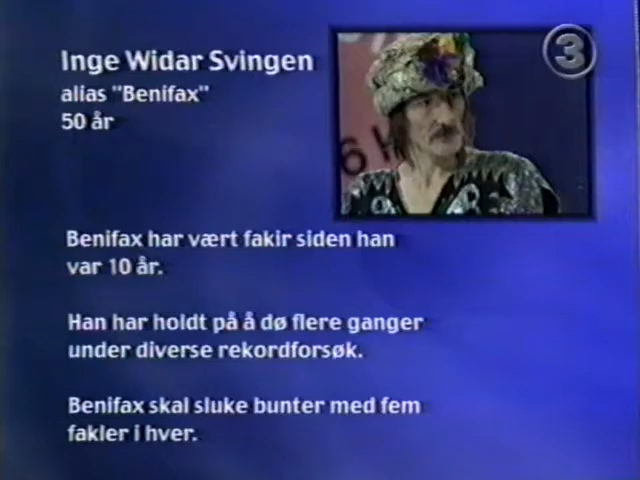 Inge Widar Svingen
alias "Benifax"
50 år
3
6
Benifax har vært fakir siden han
var 10 år.
Han har holdt på å dø flere ganger
under diverse rekordforsøk.
Benifax skal sluke bunter med fem
fakler i hver.